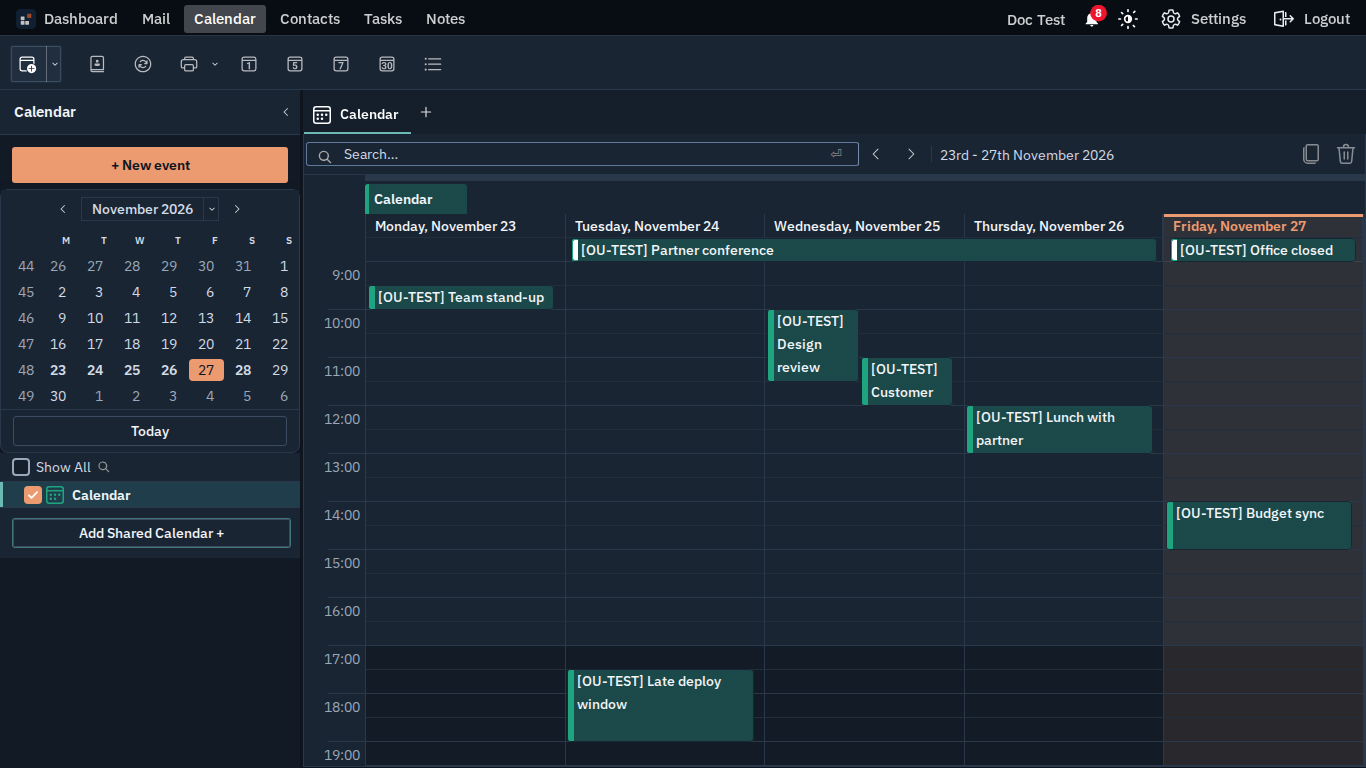 Dashboard Mail Calendar Contacts Tasks Notes Doc Test 8 Settings Logout
1 5 7 30
Calendar
Calendar
+ New event
Search...
23rd - 27th November 2026
November 2026
M T W T F S S
44 26 27 28 29 30 31 1
45 2 3 4 5 6 7 8
46 9 10 11 12 13 14 15
47 16 17 18 19 20 21 22
48 23 24 25 26 27 28 29
49 30 1 2 3 4 5 6
Today
Show All
Calendar
Add Shared Calendar +
Calendar
Monday, November 23 Tuesday, November 24 Wednesday, November 25 Thursday, November 26 Friday, November 27
[OU-TEST] Partner conference [OU-TEST] Office closed
9:00
[OU-TEST] Team stand-up
10:00
[OU-TEST]
Design
review
11:00
[OU-TEST]
Customer
12:00
[OU-TEST] Lunch with
partner
13:00
14:00
[OU-TEST] Budget sync
15:00
16:00
17:00
[OU-TEST] Late deploy
window
18:00
19:00